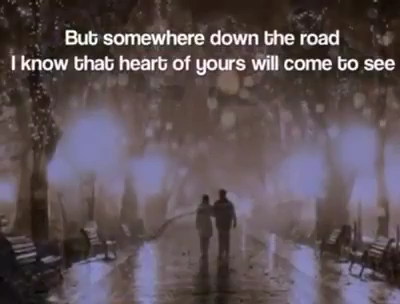 But somewhere down the road
I know that heart of yours will come to see